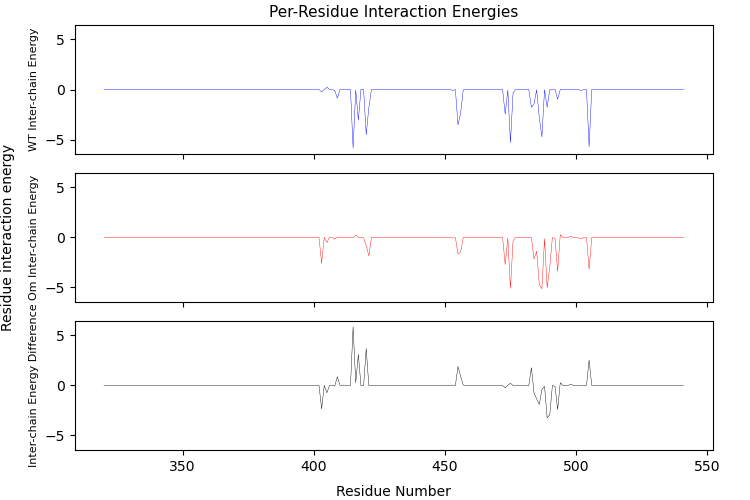 Per-Residue Interaction Energies
Residue interaction energy
WT Inter-chain Energy
5
0
−5
Om Inter-chain Energy
5
0
−5
Inter-chain Energy Difference
5
0
−5
350
400
450
500
550
Residue Number